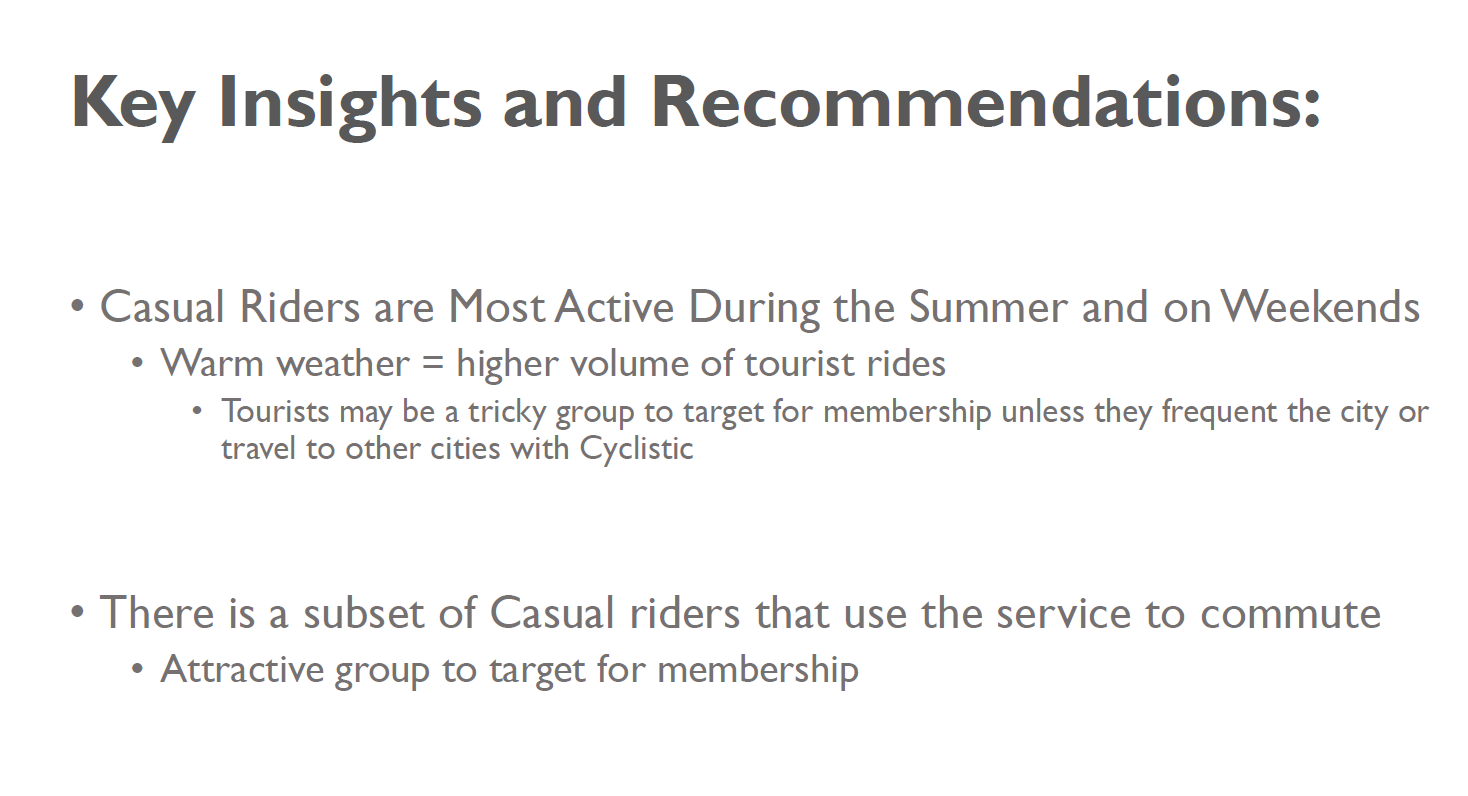 Key Insights and Recommendations:
• Casual Riders are Most Active During the Summer and on Weekends
• Warm weather = higher volume of tourist rides
• Tourists may be a tricky group to target for membership unless they frequent the city or
travel to other cities with Cyclistic
• There is a subset of Casual riders that use the service to commute
• Attractive group to target for membership